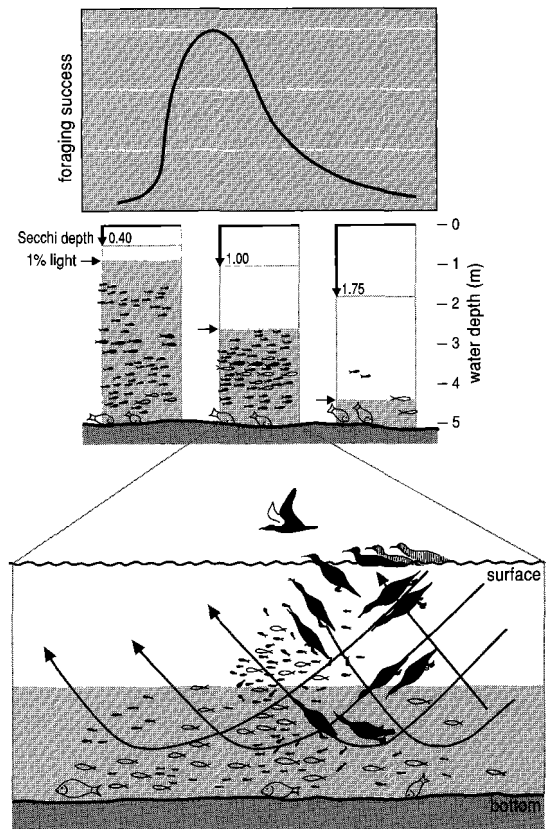 foraging success
Secchi depth
0.40
1.00
1.75
1% light
0
1
2
3
4
5
water depth (m)
surface
bottom